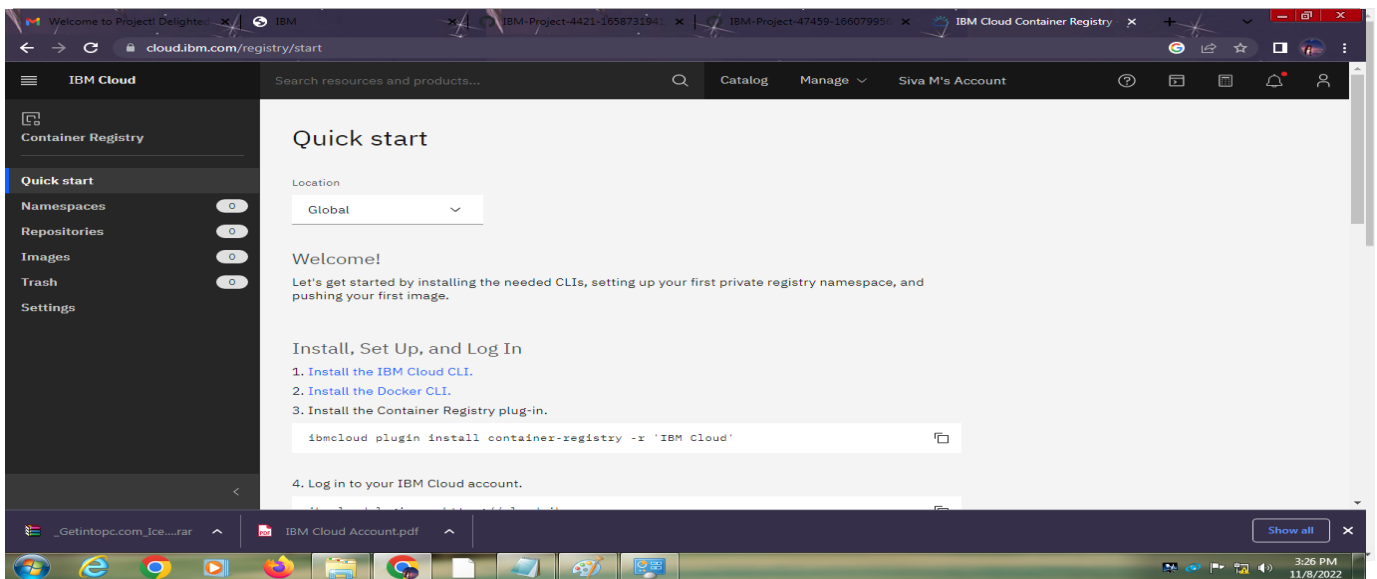 Welcome to Project! Delighted
IBM
IBM-Project-4421-1658731941
IBM-Project-47459-16607995
IBM Cloud Container Registry
cloud.ibm.com/registry/start
IBM Cloud
Search resources and products...
Catalog
Manage
Siva M's Account
Container Registry
Quick start
Namespaces 0
Repositories 0
Images 0
Trash 0
Settings
Quick start
Location
Global
Welcome!
Let's get started by installing the needed CLIs, setting up your first private registry namespace, and
pushing your first image.
Install, Set Up, and Log In
1. Install the IBM Cloud CLI.
2. Install the Docker CLI.
3. Install the Container Registry plug-in.
ibmcloud plugin install container-registry -r 'IBM Cloud'
4. Log in to your IBM Cloud account.
_Getintopc.com_Ice....rar
IBM Cloud Account.pdf
Show all
3:26 PM
11/8/2022